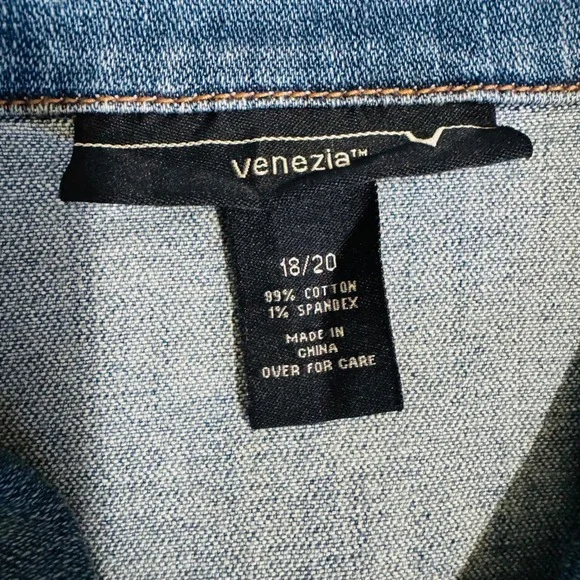 venezia™
18/20
99% COTTON
1% SPANDEX
MADE IN
CHINA
OVER FOR CARE